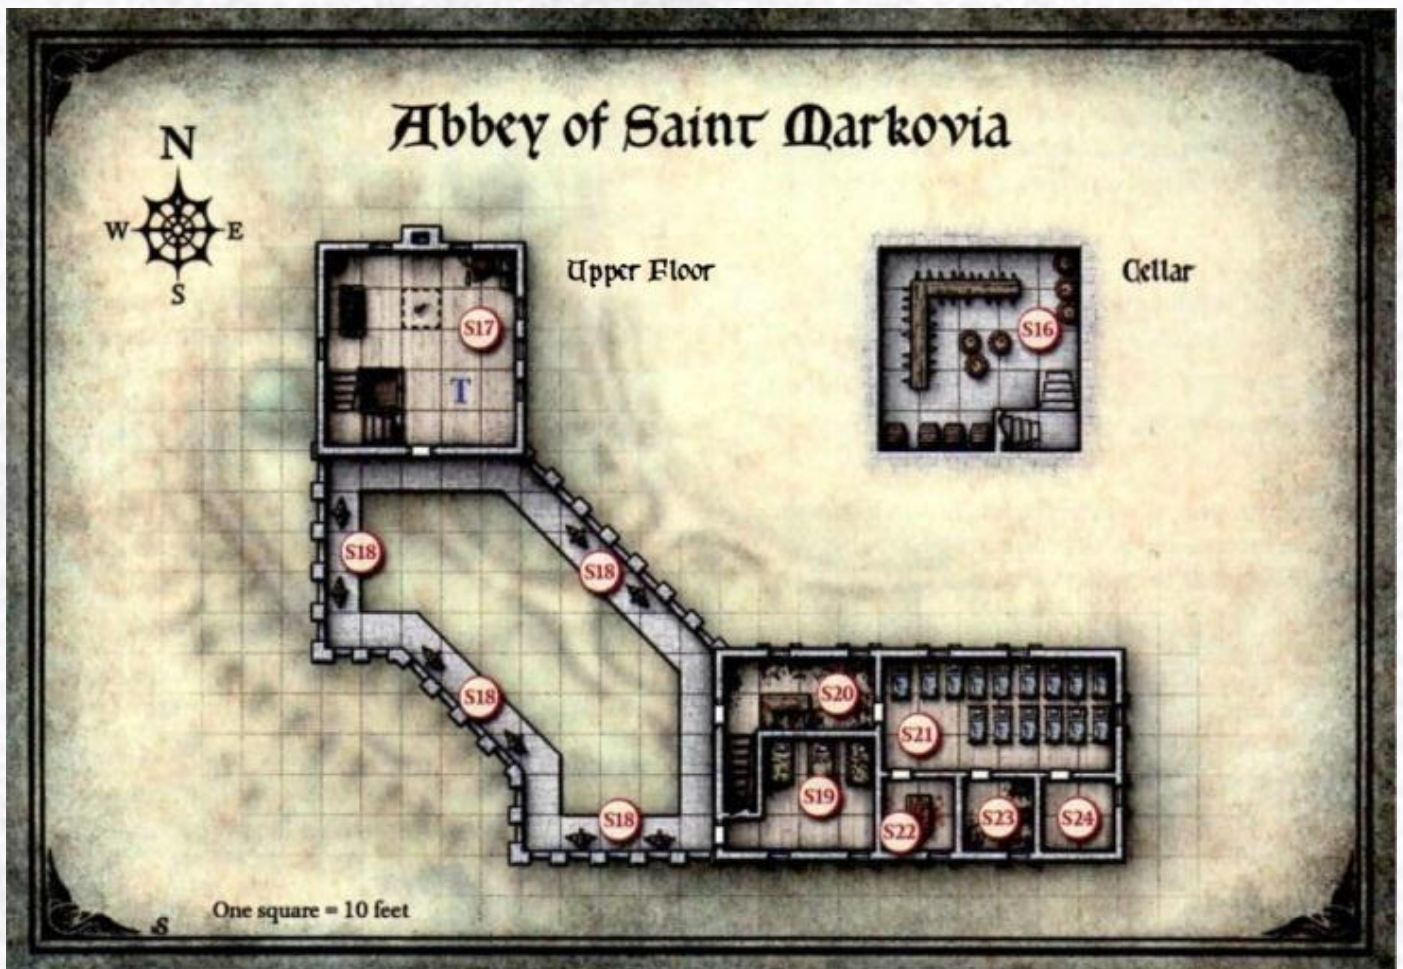 Abbey of Saint Markovia
N
W E
S
Upper Floor
Cellar
S17
S16
T
S18
S18
S18
S18
S20
S21
S19
S22
S23
S24
One square = 10 feet
S